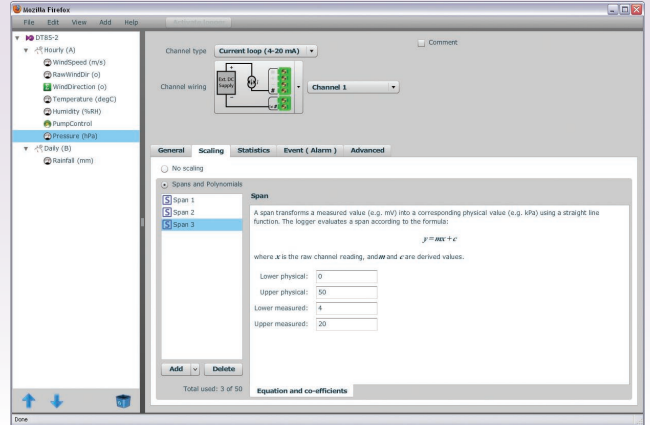 Mozilla Firefox
File Edit View Add Help
DT85-2
Hourly (A)
WindSpeed (m/s)
RawWindDir (o)
WindDirection (o)
Temperature (degC)
Humidity (%RH)
PumpControl
Pressure (hPa)
Daily (B)
Rainfall (mm)
Channel type Current loop (4-20 mA)
Comment
Channel wiring
Ext. DC
Supply
+
−
#
Channel 1
General Scaling Statistics Event ( Alarm ) Advanced
No scaling
Spans and Polynomials
Span 1
Span 2
Span 3
Span
A span transforms a measured value (e.g. mV) into a corresponding physical value (e.g. kPa) using a straight line
function. The logger evaluates a span according to the formula:
y=mx+c
where x is the raw channel reading, and m and c are derived values.
Lower physical: 0
Upper physical: 50
Lower measured: 4
Upper measured: 20
Add Delete
Total used: 3 of 50
Equation and co-efficients
Done